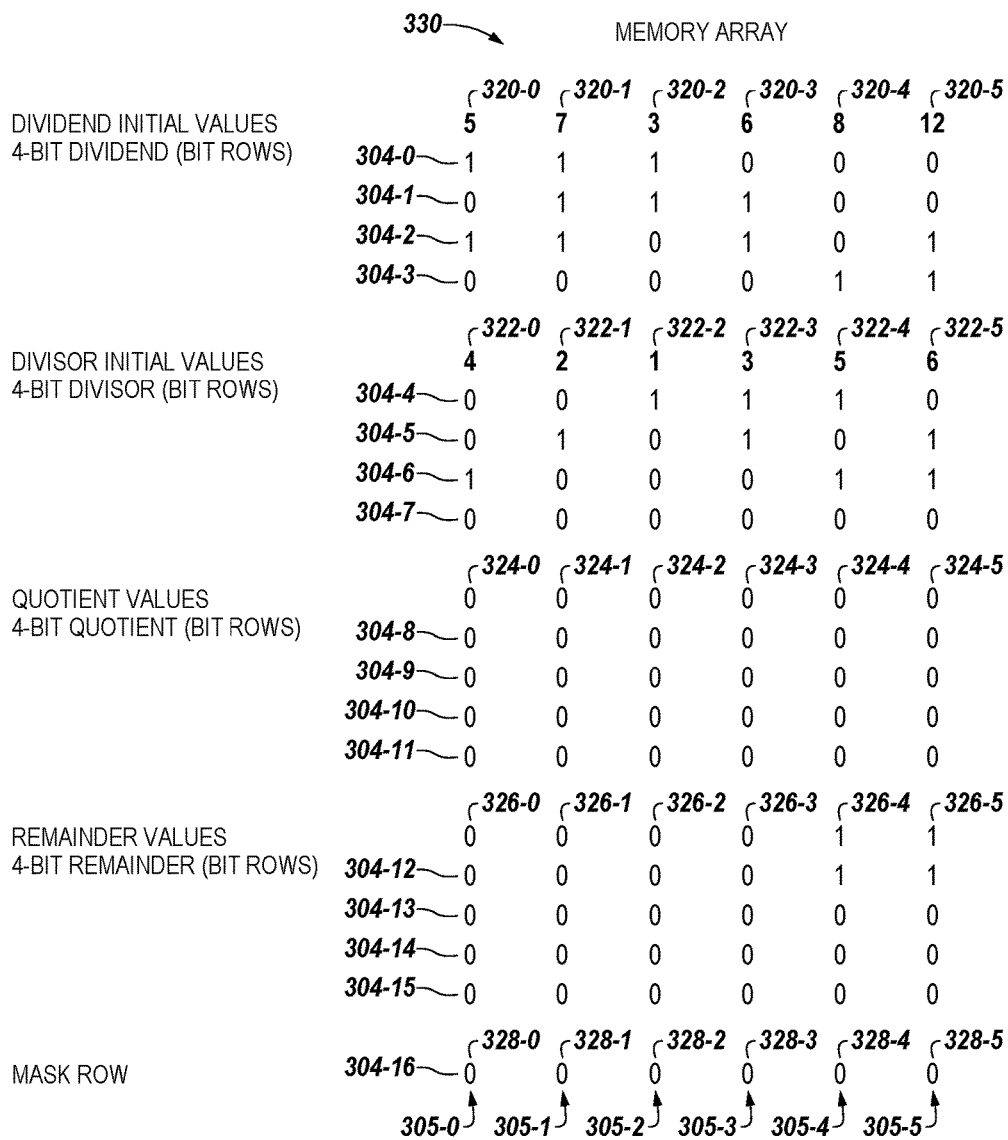 330 MEMORY ARRAY
320-0 320-1 320-2 320-3 320-4 320-5
DIVIDEND INITIAL VALUES 5 7 3 6 8 12
4-BIT DIVIDEND (BIT ROWS)
304-0 1 1 1 0 0 0
304-1 0 1 1 1 0 0
304-2 1 1 0 1 0 1
304-3 0 0 0 0 1 1
322-0 322-1 322-2 322-3 322-4 322-5
DIVISOR INITIAL VALUES 4 2 1 3 5 6
4-BIT DIVISOR (BIT ROWS)
304-4 0 0 1 1 1 0
304-5 0 1 0 1 0 1
304-6 1 0 0 0 1 1
304-7 0 0 0 0 0 0
324-0 324-1 324-2 324-3 324-4 324-5
QUOTIENT VALUES 0 0 0 0 0 0
4-BIT QUOTIENT (BIT ROWS)
304-8 0 0 0 0 0 0
304-9 0 0 0 0 0 0
304-10 0 0 0 0 0 0
304-11 0 0 0 0 0 0
326-0 326-1 326-2 326-3 326-4 326-5
REMAINDER VALUES 0 0 0 0 1 1
4-BIT REMAINDER (BIT ROWS)
304-12 0 0 0 0 1 1
304-13 0 0 0 0 0 0
304-14 0 0 0 0 0 0
304-15 0 0 0 0 0 0
328-0 328-1 328-2 328-3 328-4 328-5
MASK ROW 304-16 0 0 0 0 0 0
305-0 305-1 305-2 305-3 305-4 305-5